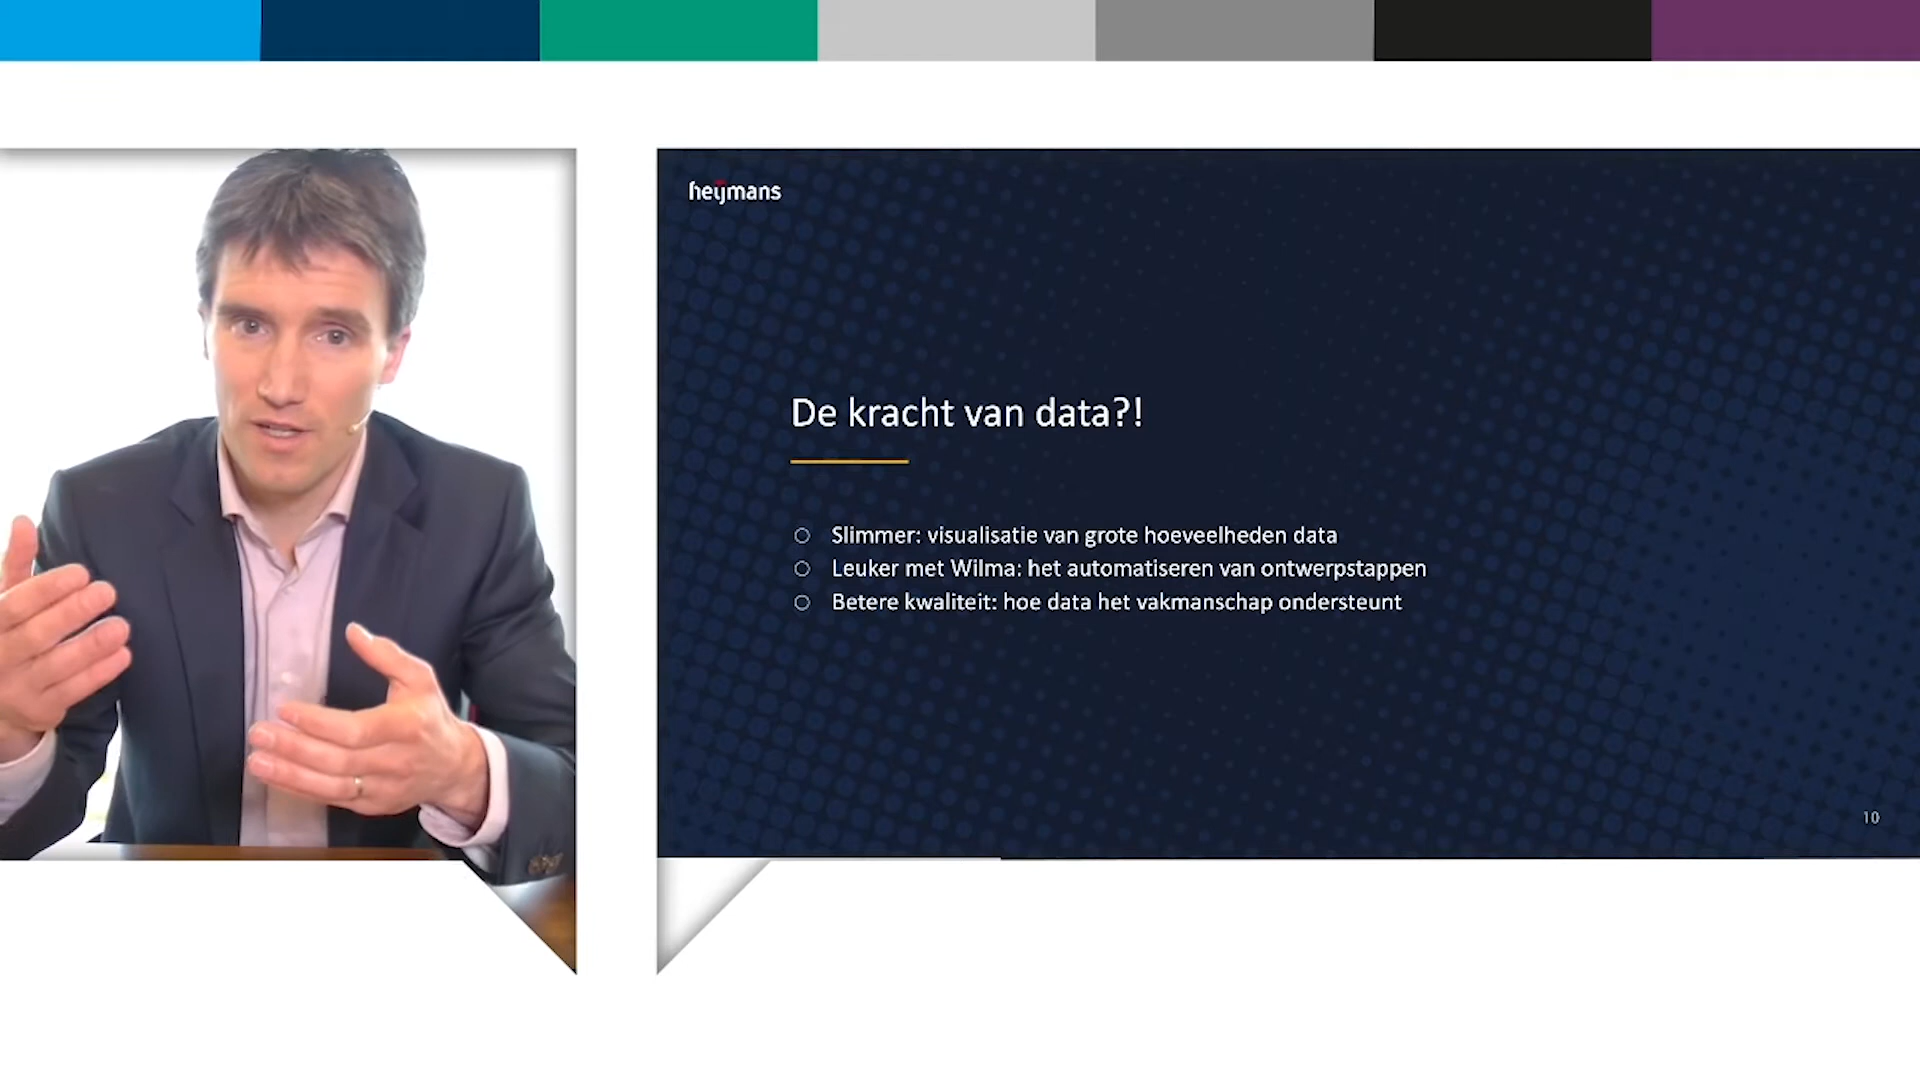 heijmans
De kracht van data?!
Slimmer: visualisatie van grote hoeveelheden data
Leuker met Wilma: het automatiseren van ontwerpstappen
Betere kwaliteit: hoe data het vakmanschap ondersteunt
10